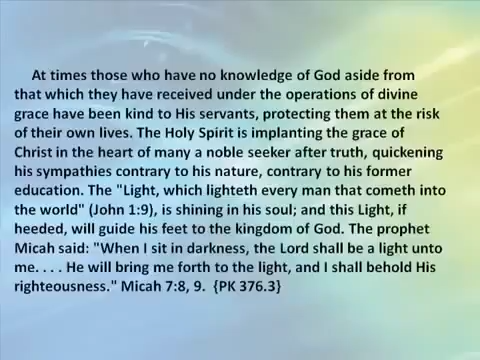 At times those who have no knowledge of God aside from
that which they have received under the operations of divine
grace have been kind to His servants, protecting them at the risk
of their own lives. The Holy Spirit is implanting the grace of
Christ in the heart of many a noble seeker after truth, quickening
his sympathies contrary to his nature, contrary to his former
education. The "Light, which lighteth every man that cometh into
the world" (John 1:9), is shining in his soul; and this Light, if
heeded, will guide his feet to the kingdom of God. The prophet
Micah said: "When I sit in darkness, the Lord shall be a light unto
me. . . . He will bring me forth to the light, and I shall behold His
righteousness." Micah 7:8, 9.  {PK 376.3}